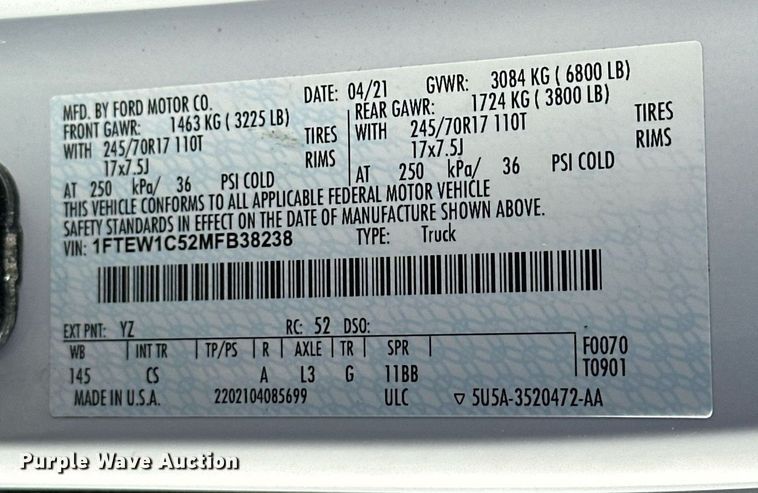 MFD. BY FORD MOTOR CO. DATE: 04/21 GVWR: 3084 KG ( 6800 LB)
FRONT GAWR: 1463 KG ( 3225 LB) REAR GAWR: 1724 KG ( 3800 LB)
WITH 245/70R17 110T TIRES WITH 245/70R17 110T TIRES
17x7.5J RIMS 17x7.5J RIMS
AT 250 kPa/ 36 PSI COLD AT 250 kPa/ 36 PSI COLD
THIS VEHICLE CONFORMS TO ALL APPLICABLE FEDERAL MOTOR VEHICLE
SAFETY STANDARDS IN EFFECT ON THE DATE OF MANUFACTURE SHOWN ABOVE.
VIN: 1FTEW1C52MFB38238 TYPE: Truck
EXT PNT: YZ RC: 52 DSO:
WB INT TR TP/PS R AXLE TR SPR F0070
145 CS A L3 G 11BB T0901
MADE IN U.S.A. 2202104085699 ULC ▽ 5U5A-3520472-AA
Purple Wave Auction